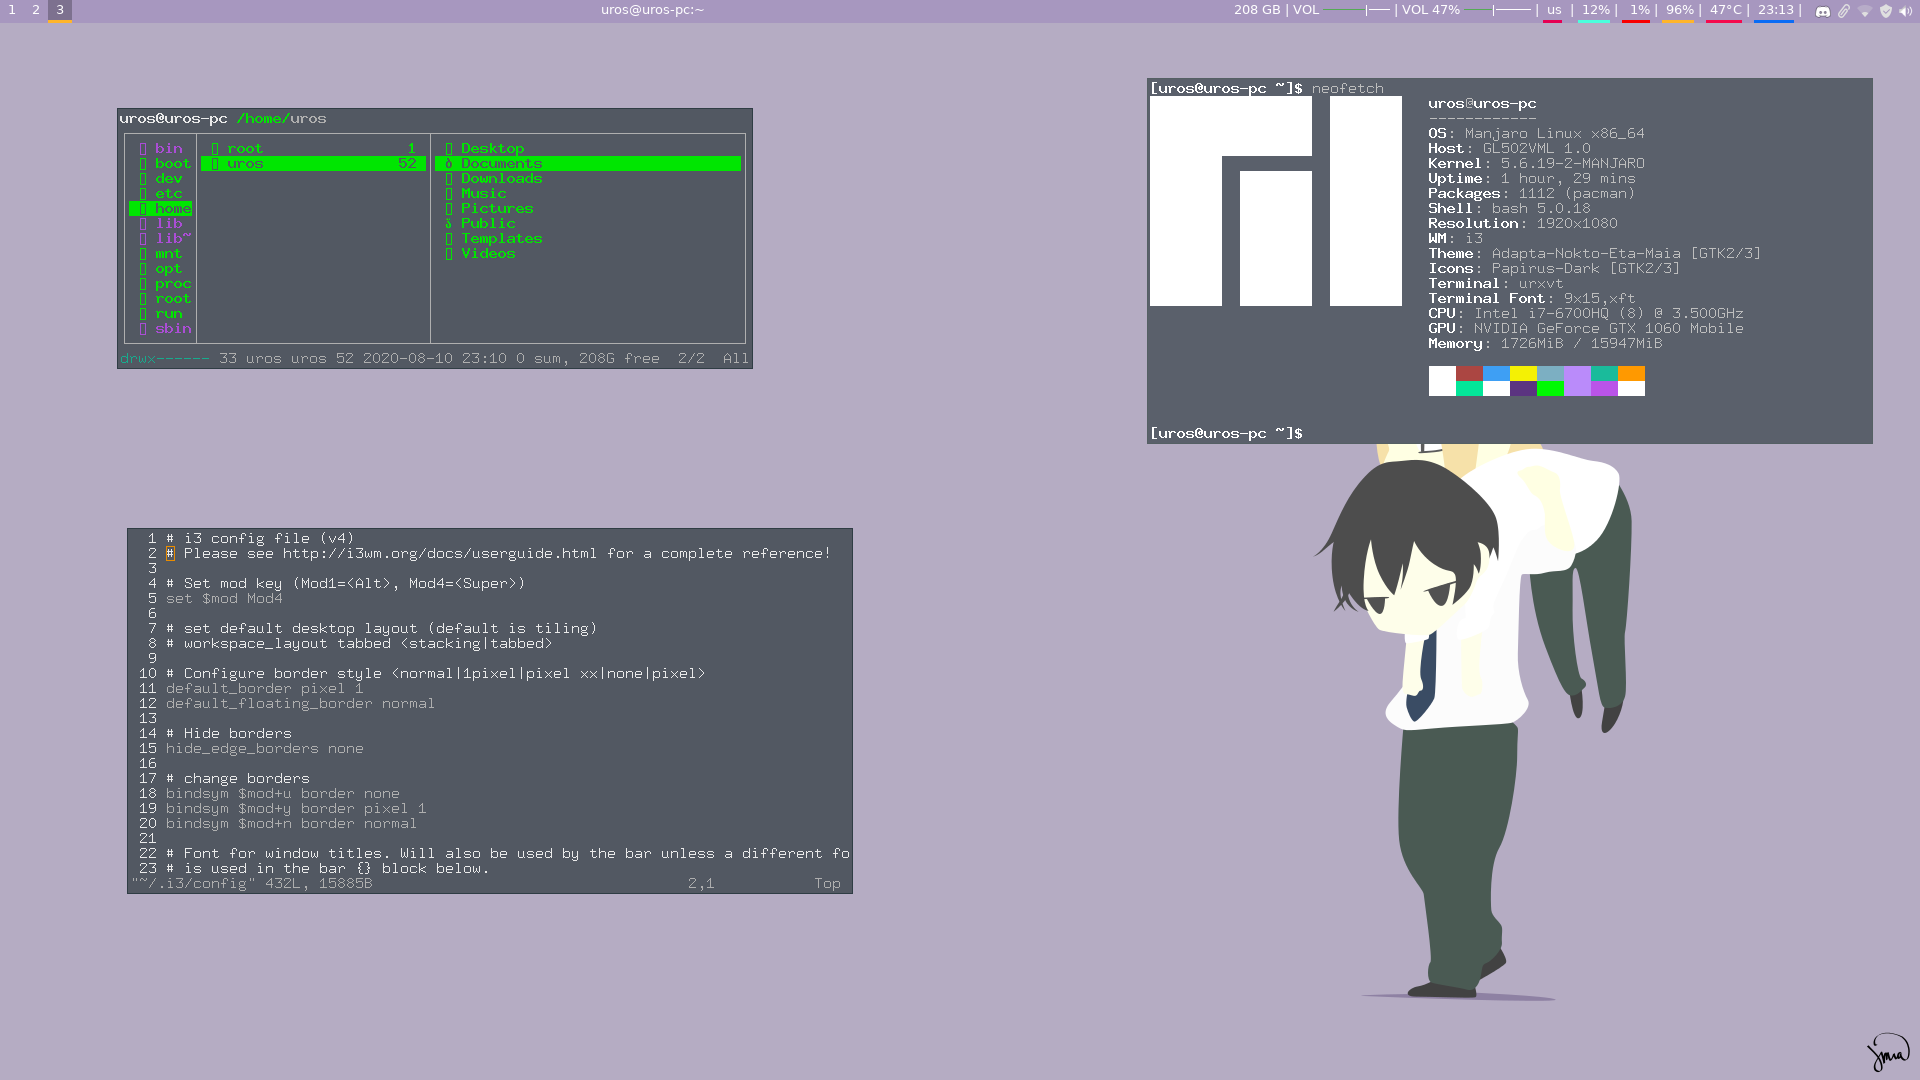 1 2 3 uros@uros-pc:~ 208 GB | VOL | VOL 47% | us | 12% | 1% | 96% | 47°C | 23:13 |
uros@uros-pc /home/uros
bin root 1 Desktop
boot uros 52 Documents
dev Downloads
etc Music
home Pictures
lib Public
lib~ Templates
mnt Videos
opt
proc
root
run
sbin
drwx------ 33 uros uros 52 2020-08-10 23:10 0 sum, 208G free 2/2 All
[uros@uros-pc ~]$ neofetch
uros@uros-pc
------------
OS: Manjaro Linux x86_64
Host: GL502VML 1.0
Kernel: 5.6.19-2-MANJARO
Uptime: 1 hour, 29 mins
Packages: 1112 (pacman)
Shell: bash 5.0.18
Resolution: 1920x1080
WM: i3
Theme: Adapta-Nokto-Eta-Maia [GTK2/3]
Icons: Papirus-Dark [GTK2/3]
Terminal: urxvt
Terminal Font: 9x15,xft
CPU: Intel i7-6700HQ (8) @ 3.500GHz
GPU: NVIDIA GeForce GTX 1060 Mobile
Memory: 1726MiB / 15947MiB
[uros@uros-pc ~]$
1 # i3 config file (v4)
2 # Please see http://i3wm.org/docs/userguide.html for a complete reference!
3
4 # Set mod key (Mod1=<Alt>, Mod4=<Super>)
5 set $mod Mod4
6
7 # set default desktop layout (default is tiling)
8 # workspace_layout tabbed <stacking|tabbed>
9
10 # Configure border style <normal|1pixel|pixel xx|none|pixel>
11 default_border pixel 1
12 default_floating_border normal
13
14 # Hide borders
15 hide_edge_borders none
16
17 # change borders
18 bindsym $mod+u border none
19 bindsym $mod+y border pixel 1
20 bindsym $mod+n border normal
21
22 # Font for window titles. Will also be used by the bar unless a different fo
23 # is used in the bar {} block below.
"~/.i3/config" 432L, 15885B 2,1 Top